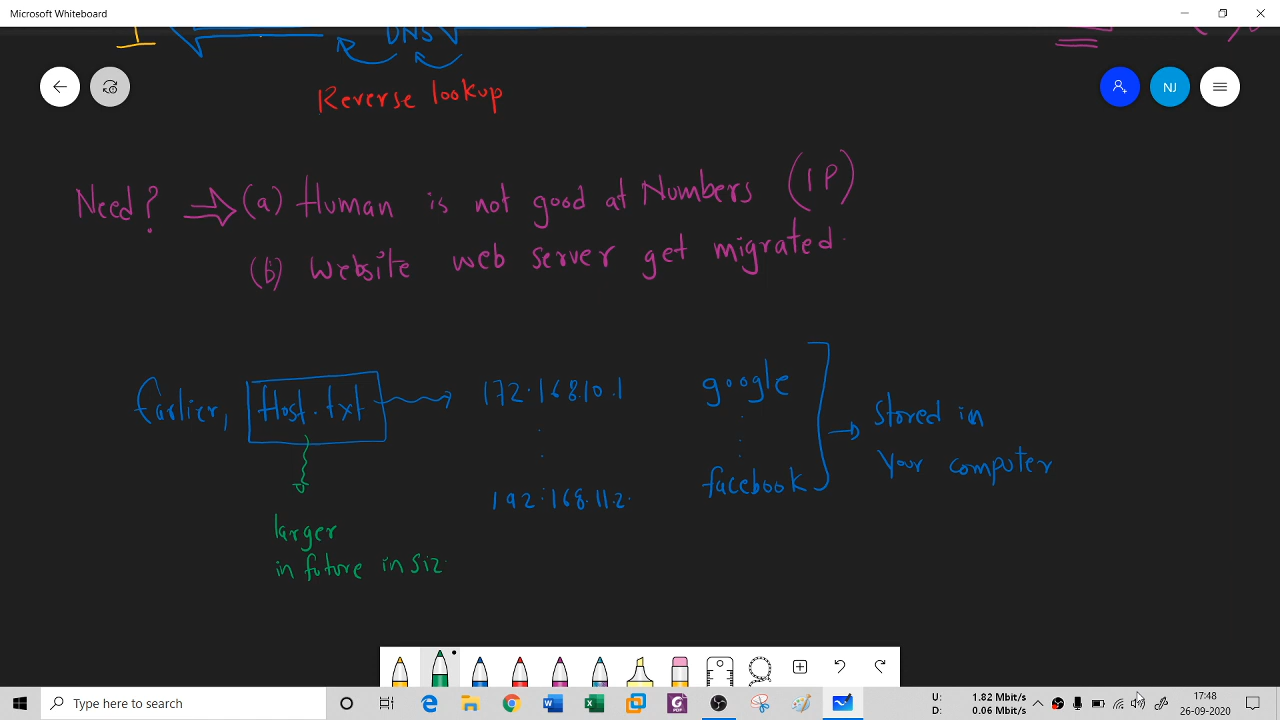 Microsoft Whiteboard
DNS
Reverse lookup
NJ
Need? ⇒ (a) Human is not good at Numbers (IP)
(b) Website web server get migrated.
Earlier, Host.txt → 172.168.10.1 google
192.168.11.2. facebook
Stored in
Your computer
larger
in future in siz
Type here to search
U: 1.82 Mbit/s
D: 0.06 Mbit/s
17:48
26-09-2020